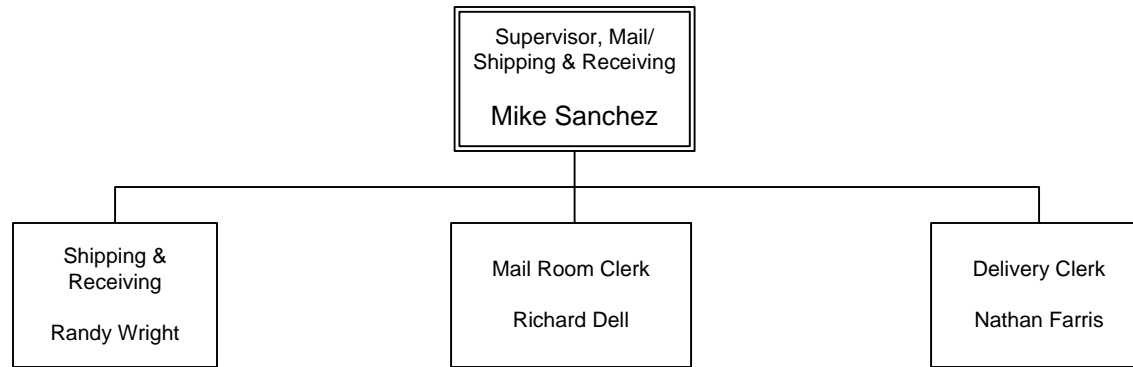 Supervisor, Mail/
Shipping & Receiving
Mike Sanchez
Shipping &
Receiving
Randy Wright
Mail Room Clerk
Richard Dell
Delivery Clerk
Nathan Farris